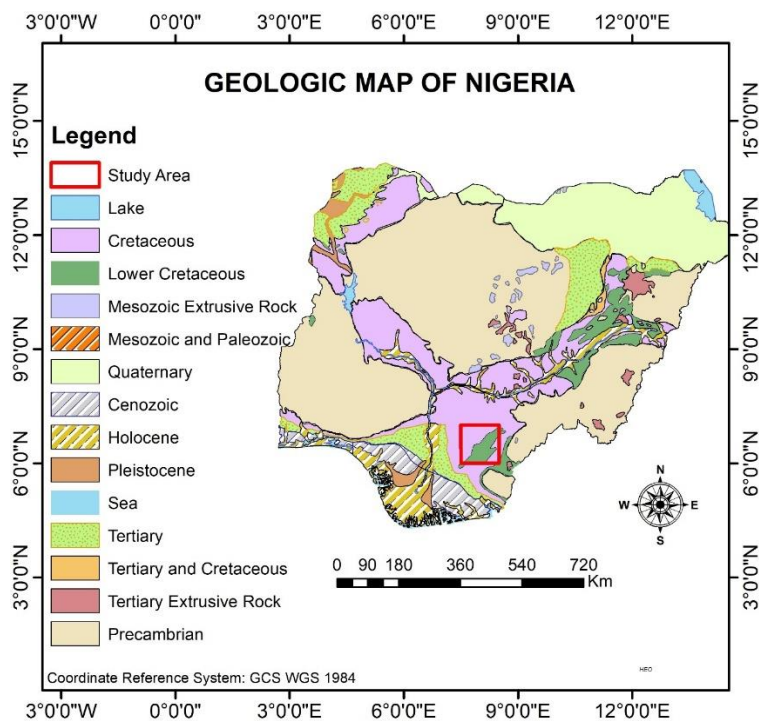 3°0'0"W 0°0'0" 3°0'0"E 6°0'0"E 9°0'0"E 12°0'0"E
GEOLOGIC MAP OF NIGERIA
15°0'0"N
12°0'0"N
9°0'0"N
6°0'0"N
3°0'0"N
Legend
Study Area
Lake
Cretaceous
Lower Cretaceous
Mesozoic Extrusive Rock
Mesozoic and Paleozoic
Quaternary
Cenozoic
Holocene
Pleistocene
Sea
Tertiary
Tertiary and Cretaceous
Tertiary Extrusive Rock
Precambrian
N
W E
S
0 90 180 360 540 720
Km
15°0'0"N
12°0'0"N
9°0'0"N
6°0'0"N
3°0'0"N
Coordinate Reference System: GCS WGS 1984
HEO
3°0'0"W 0°0'0" 3°0'0"E 6°0'0"E 9°0'0"E 12°0'0"E